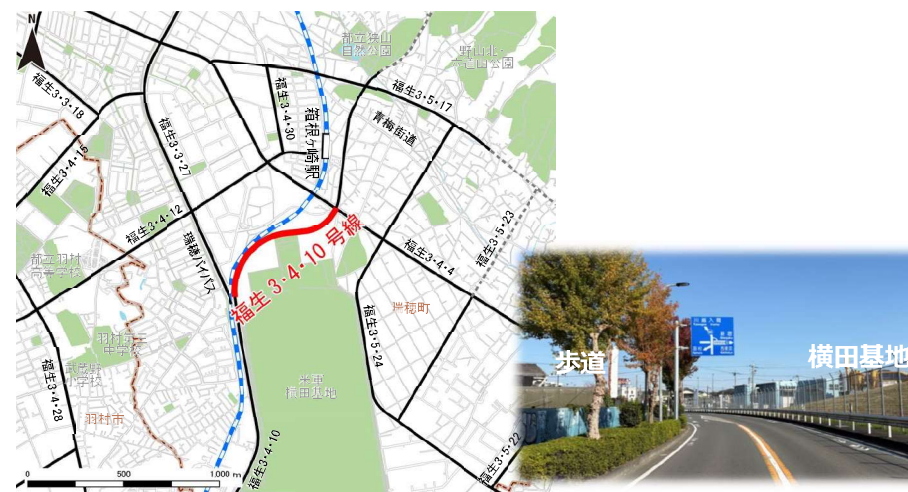 N
都立狭山
自然公園
野山北・
六道山公園
福生3・3・18
福生3・4・30
福生3・5・17
青梅街道
箱根ヶ崎駅
福生3・3・27
福生3・4・15
福生3・4・12
瑞穂バイパス
福生3・5・23
福生3・4・4
都立羽村
高等学校
福生 3・4・10 号線
瑞穂町
羽村第三
中学校
福生3・5・24
武蔵野
小学校
米軍
横田基地
福生3・4・28
羽村市
福生3・4・10
福生3・5・22
0 500 1,000 m
歩道
横田基地